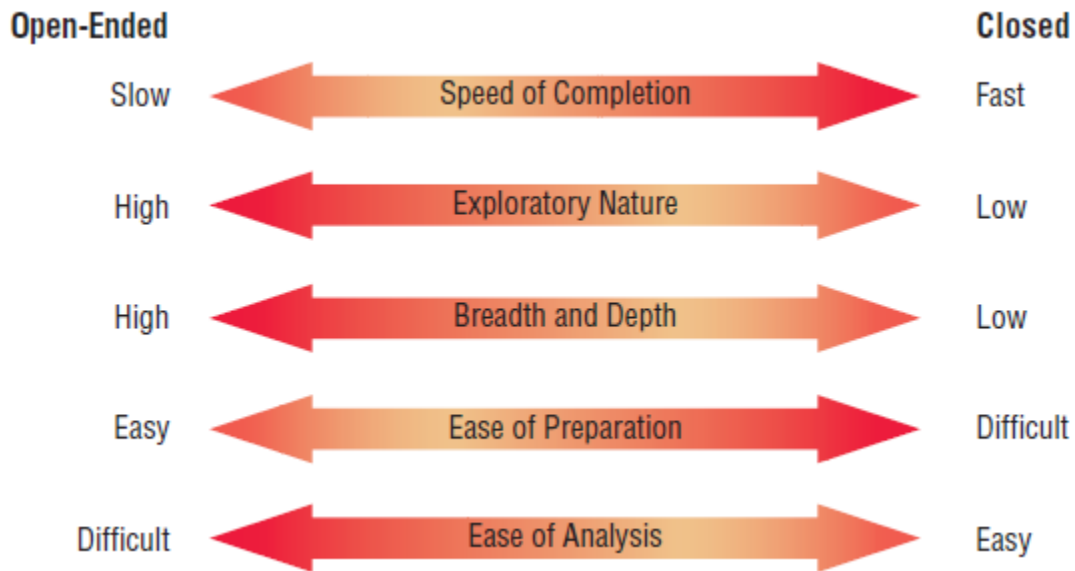 Open-Ended Closed
Slow Speed of Completion Fast
High Exploratory Nature Low
High Breadth and Depth Low
Easy Ease of Preparation Difficult
Difficult Ease of Analysis Easy